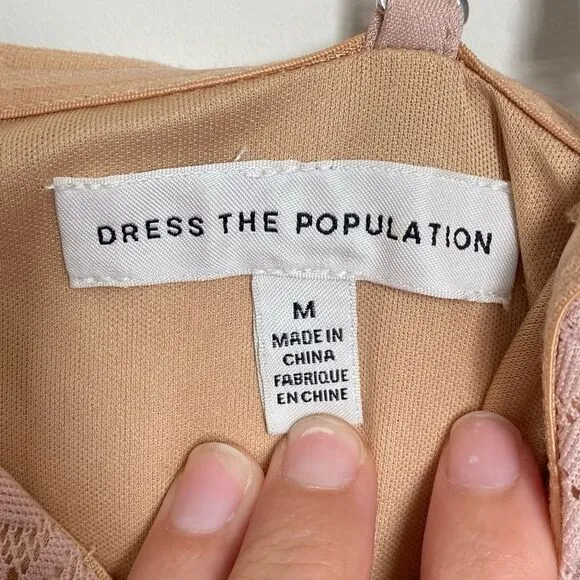 DRESS THE POPULATION
M
MADE IN
CHINA
FABRIQUE
EN CHINE